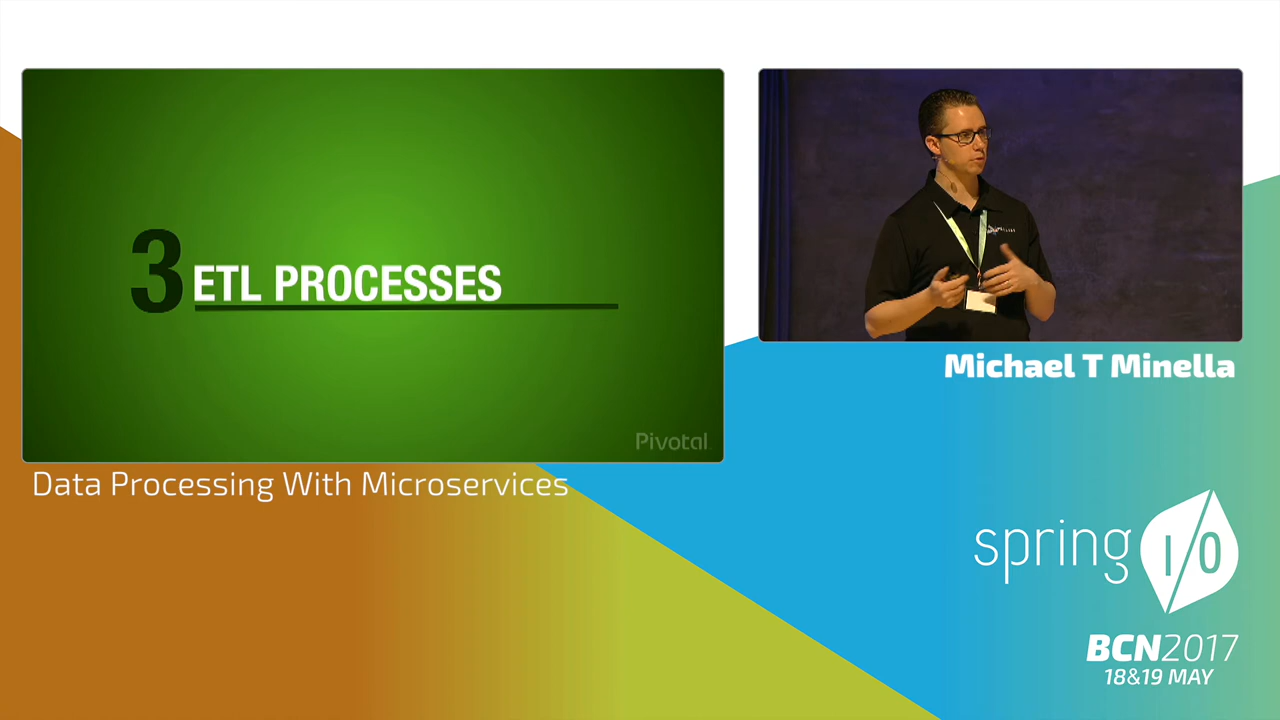 3 ETL PROCESSES
Pivotal
Data Processing With Microservices
Michael T Minella
spring I/O
BCN2017
18&19 MAY